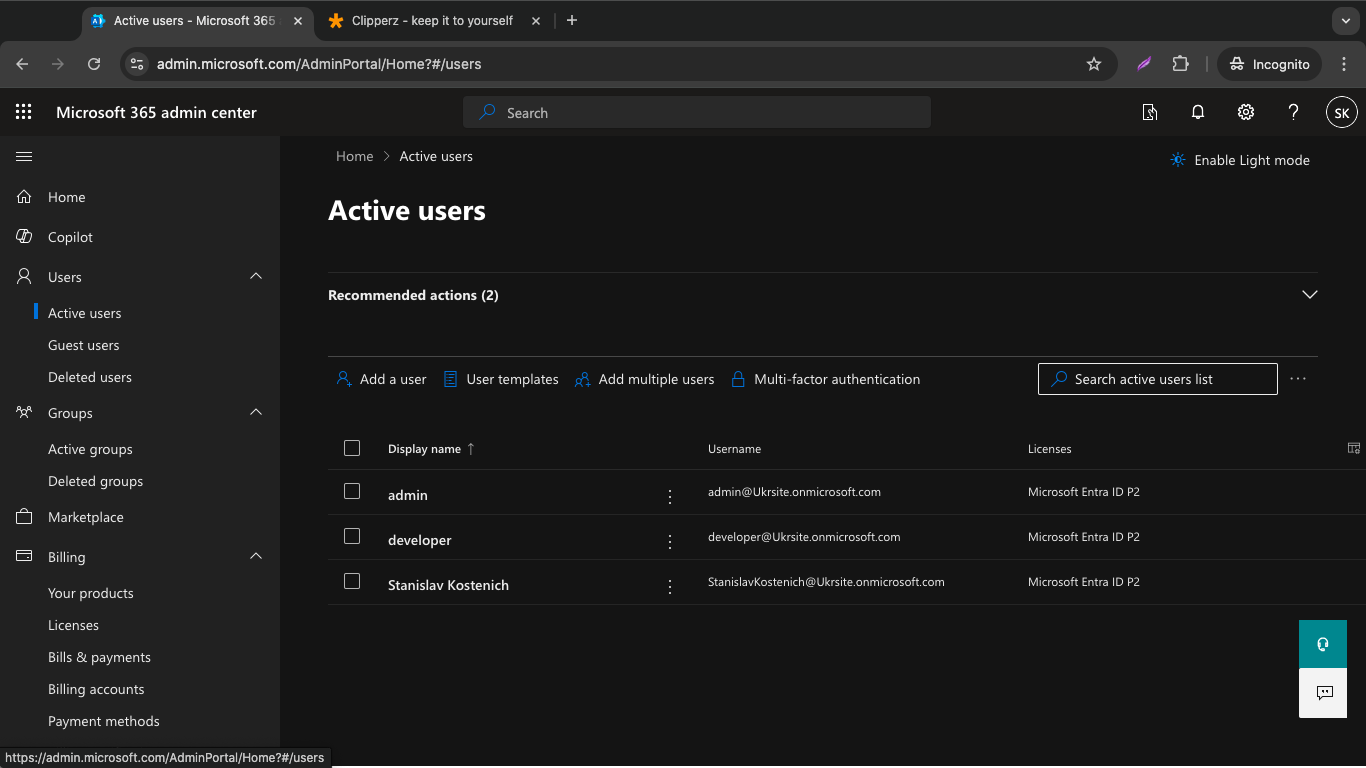 Active users - Microsoft 365
Clipperz - keep it to yourself
admin.microsoft.com/AdminPortal/Home?#/users
Incognito
Microsoft 365 admin center
Search
SK
Home
Copilot
Users
Active users
Guest users
Deleted users
Groups
Active groups
Deleted groups
Marketplace
Billing
Your products
Licenses
Bills & payments
Billing accounts
Payment methods
Home > Active users
Enable Light mode
Active users
Recommended actions (2)
Add a user
User templates
Add multiple users
Multi-factor authentication
Search active users list
Display name ↑ Username Licenses
admin admin@Ukrsite.onmicrosoft.com Microsoft Entra ID P2
developer developer@Ukrsite.onmicrosoft.com Microsoft Entra ID P2
Stanislav Kostenich StanislavKostenich@Ukrsite.onmicrosoft.com Microsoft Entra ID P2
https://admin.microsoft.com/AdminPortal/Home?#/users